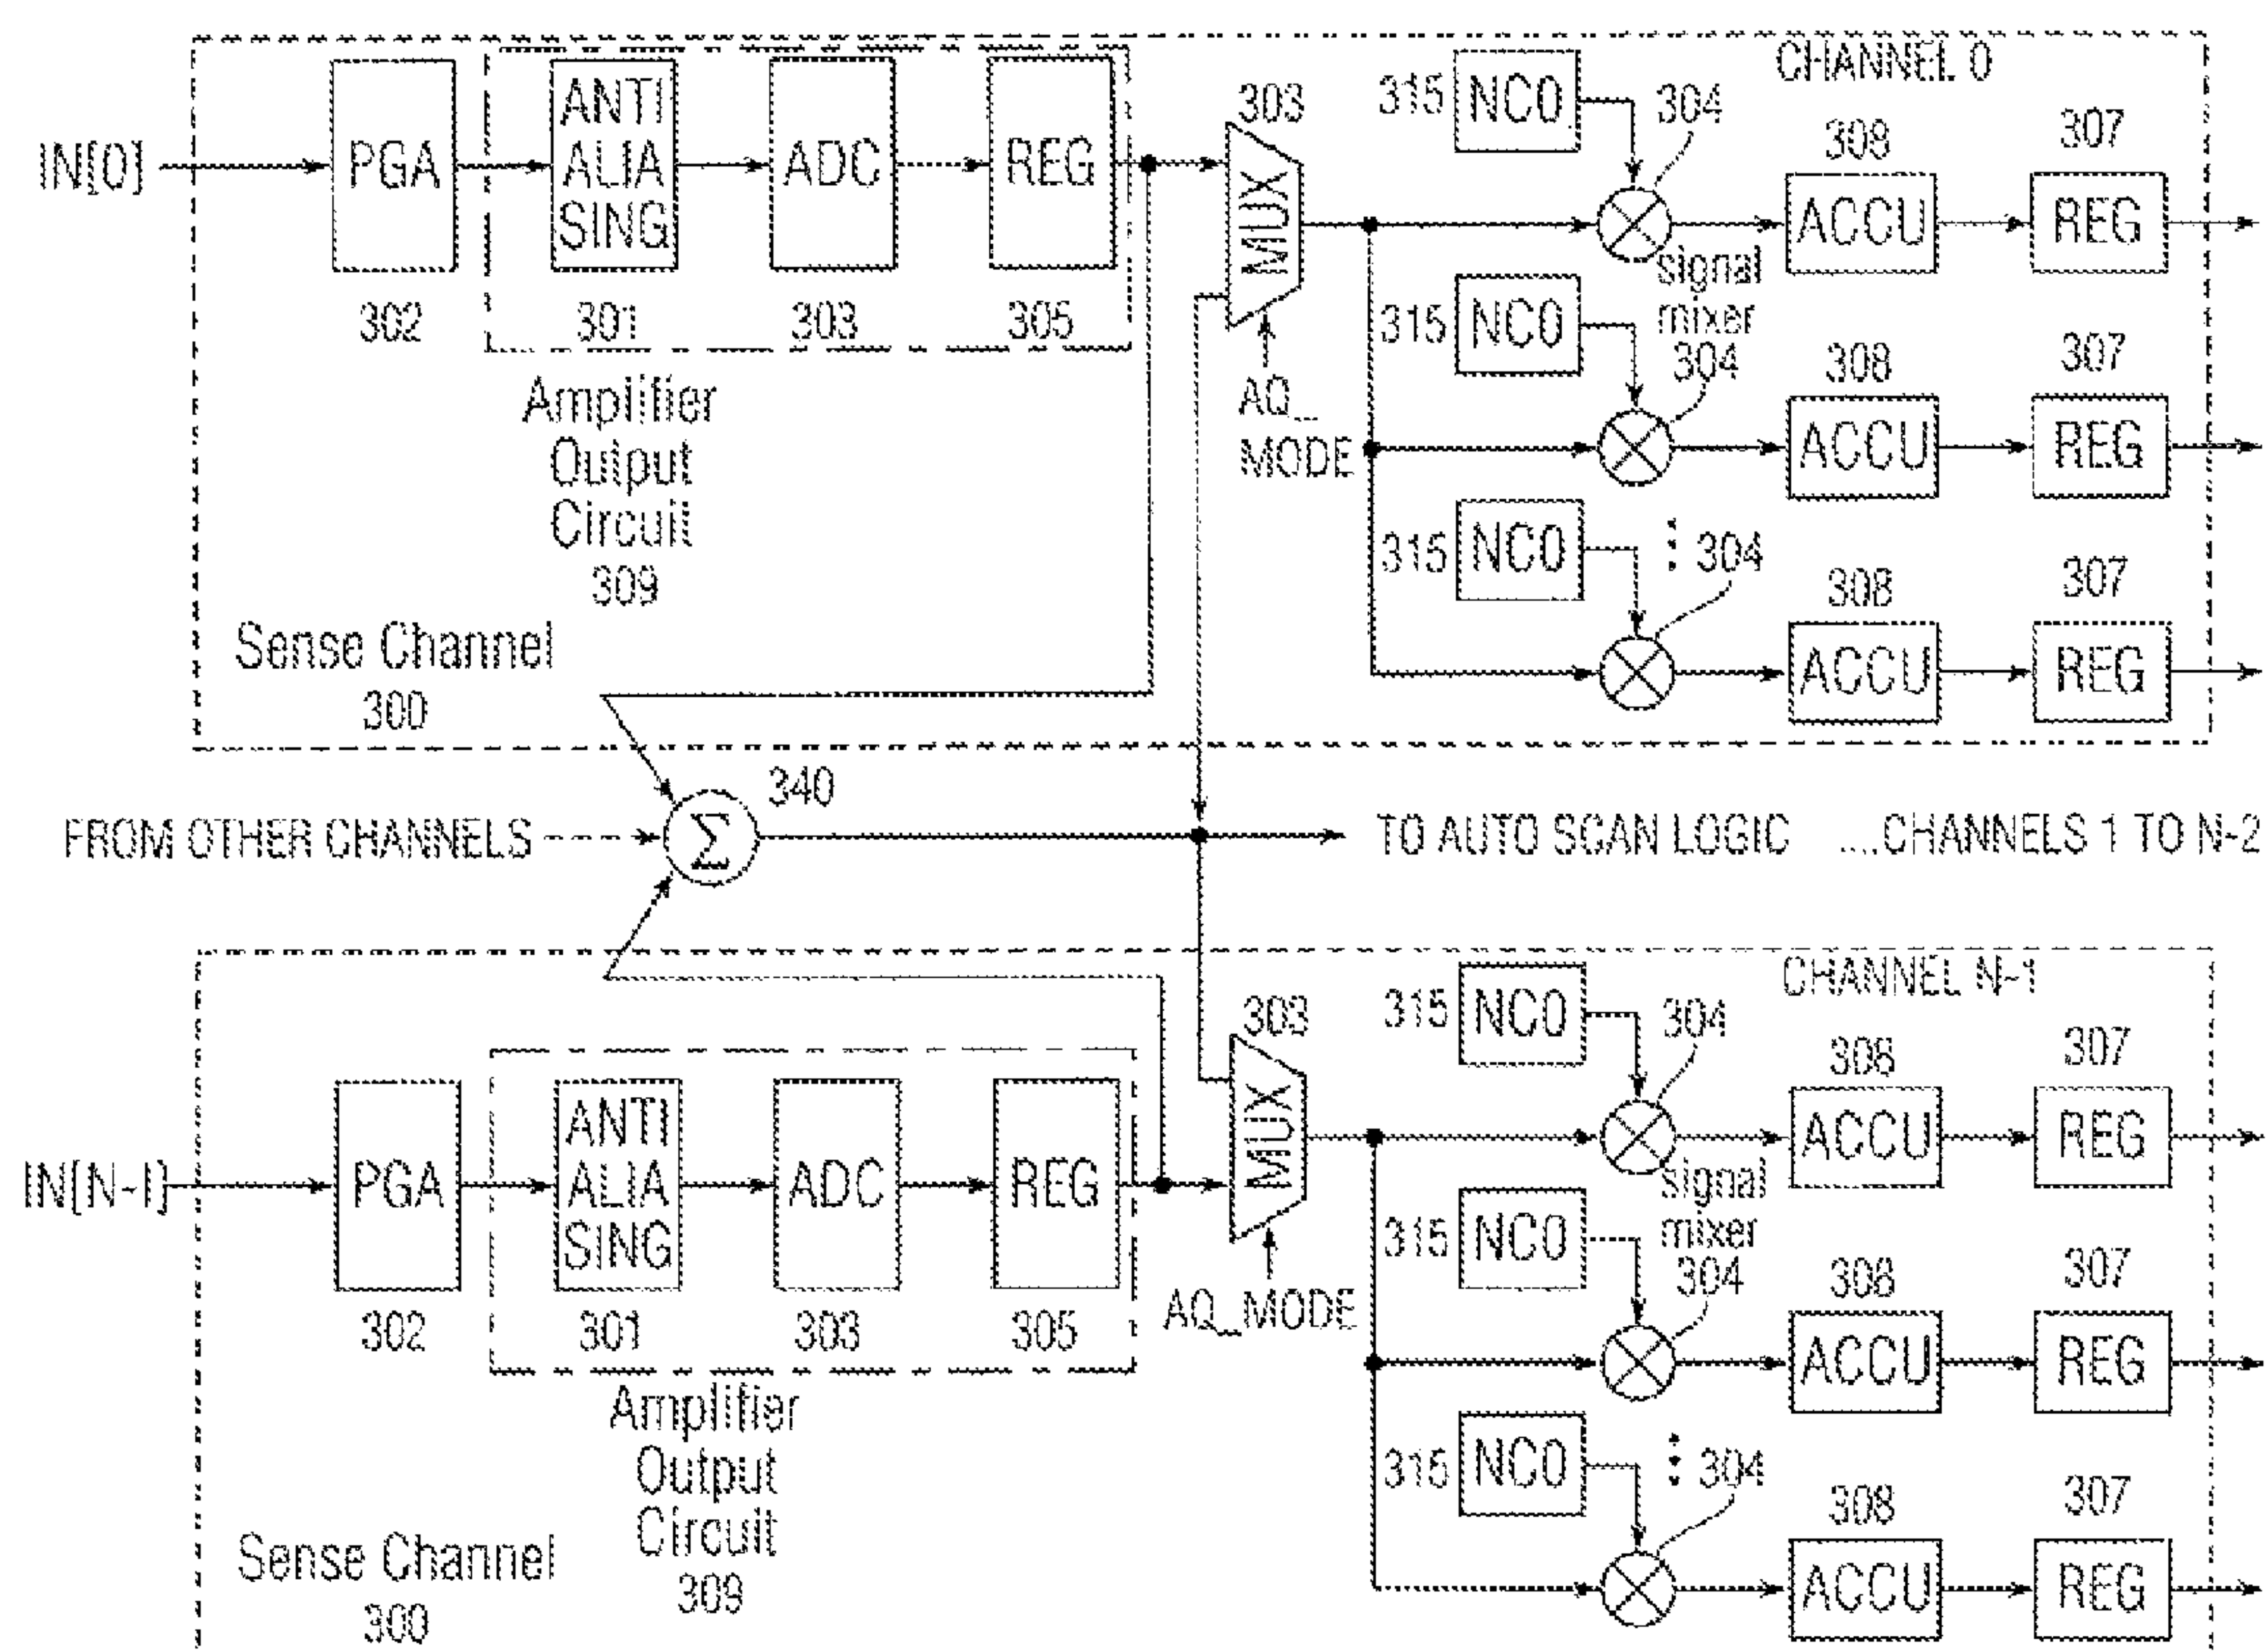 CHANNEL 0
IN[0]
PGA
302
ANTI
ALIA
SING
301
ADC
303
REG
305
Amplifier
Output
Circuit
309
Sense Channel
300
303
MUX
AQ_
MODE
315 NCO
304
signal
mixer
308
ACCU
307
REG
315 NCO
304
308
ACCU
307
REG
315 NCO
304
308
ACCU
307
REG
340
FROM OTHER CHANNELS
Σ
TO AUTO SCAN LOGIC ....CHANNELS 1 TO N-2
CHANNEL N-1
IN[N-1]
PGA
302
ANTI
ALIA
SING
301
ADC
303
REG
305
Amplifier
Output
Circuit
309
Sense Channel
300
303
MUX
AQ_MODE
315 NCO
304
signal
mixer
308
ACCU
307
REG
315 NCO
304
308
ACCU
307
REG
315 NCO
304
308
ACCU
307
REG